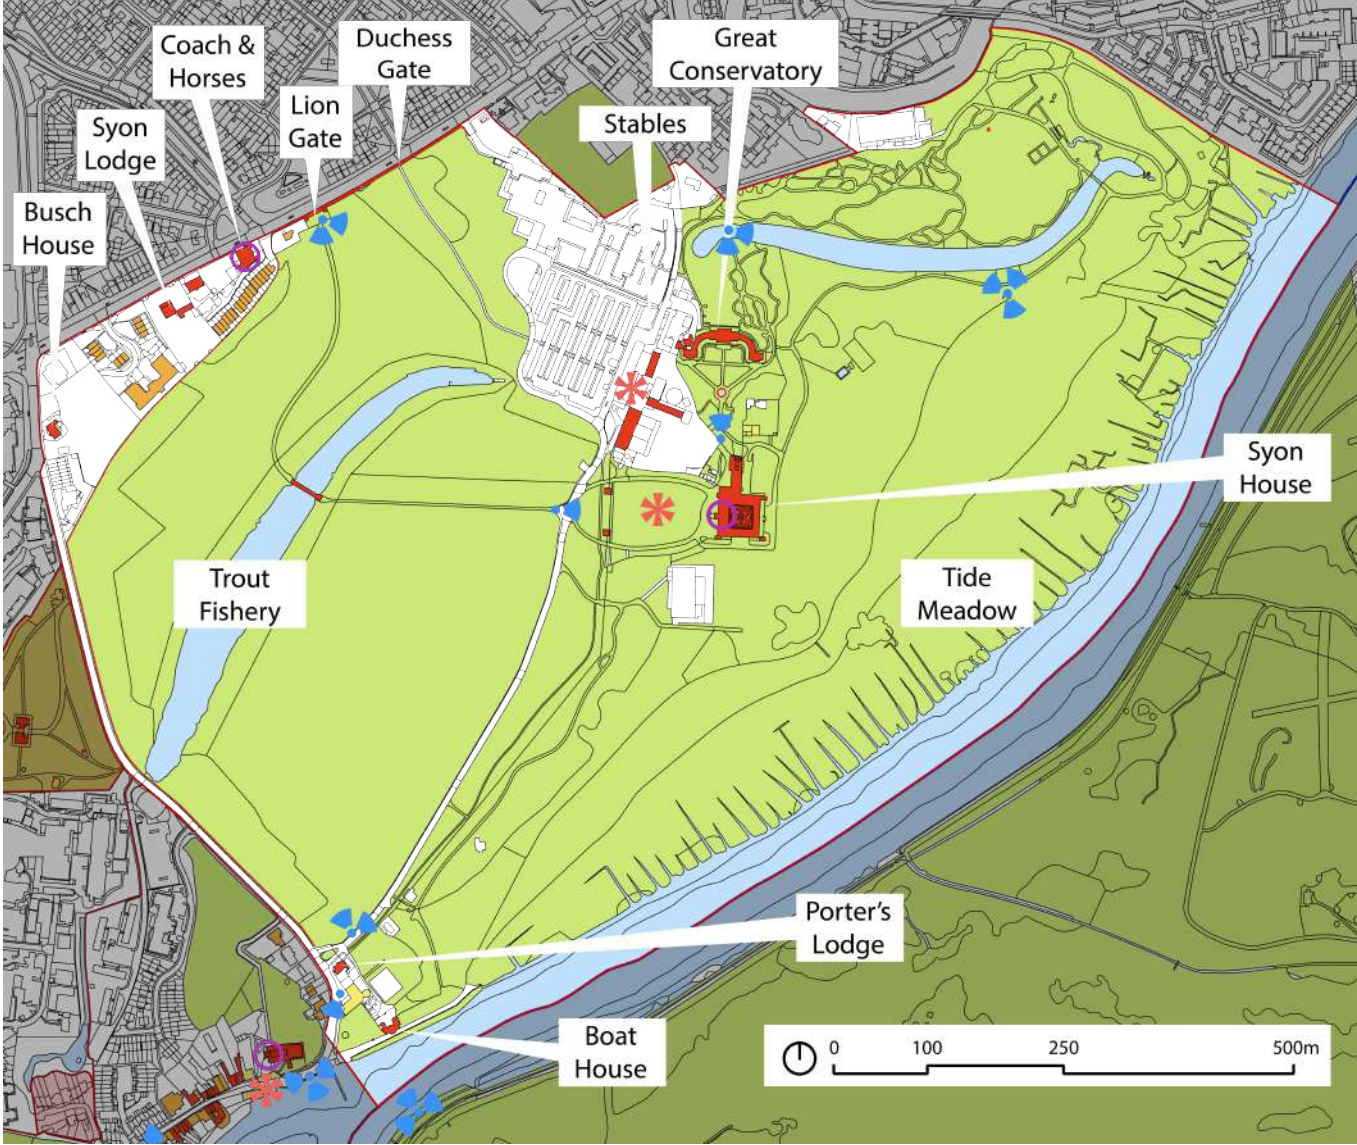 Coach &
Horses
Duchess
Gate
Great
Conservatory
Lion
Gate
Stables
Syon
Lodge
Busch
House
Syon
House
Trout
Fishery
Tide
Meadow
Porter's
Lodge
Boat
House
0 100 250 500m